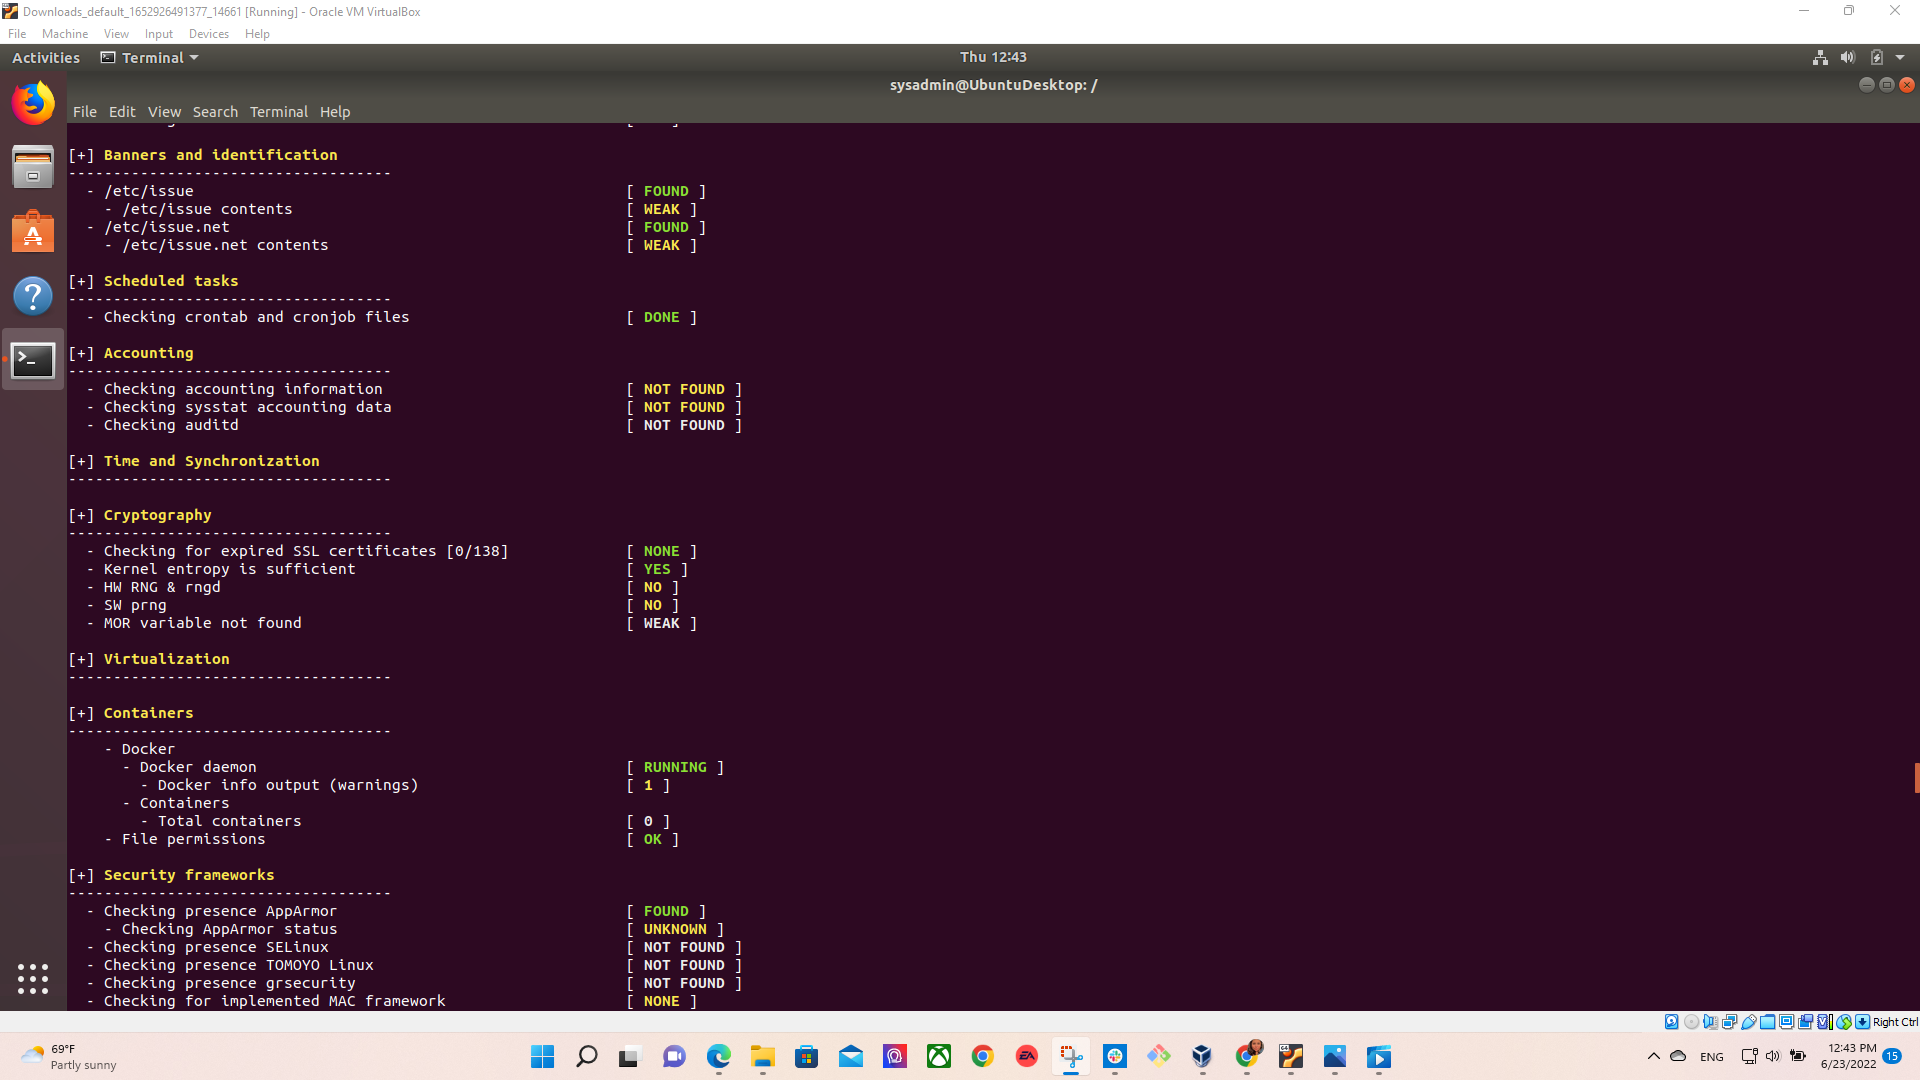 Downloads_default_1652926491377_14661 [Running] - Oracle VM VirtualBox
File Machine View Input Devices Help
Activities Terminal Thu 12:43
sysadmin@UbuntuDesktop: /
File Edit View Search Terminal Help
[+] Banners and identification
------------------------------------
- /etc/issue [ FOUND ]
- /etc/issue contents [ WEAK ]
- /etc/issue.net [ FOUND ]
- /etc/issue.net contents [ WEAK ]
[+] Scheduled tasks
------------------------------------
- Checking crontab and cronjob files [ DONE ]
[+] Accounting
------------------------------------
- Checking accounting information [ NOT FOUND ]
- Checking sysstat accounting data [ NOT FOUND ]
- Checking auditd [ NOT FOUND ]
[+] Time and Synchronization
------------------------------------
[+] Cryptography
------------------------------------
- Checking for expired SSL certificates [0/138] [ NONE ]
- Kernel entropy is sufficient [ YES ]
- HW RNG & rngd [ NO ]
- SW prng [ NO ]
- MOR variable not found [ WEAK ]
[+] Virtualization
------------------------------------
[+] Containers
------------------------------------
- Docker
- Docker daemon [ RUNNING ]
- Docker info output (warnings) [ 1 ]
- Containers
- Total containers [ 0 ]
- File permissions [ OK ]
[+] Security frameworks
------------------------------------
- Checking presence AppArmor [ FOUND ]
- Checking AppArmor status [ UNKNOWN ]
- Checking presence SELinux [ NOT FOUND ]
- Checking presence TOMOYO Linux [ NOT FOUND ]
- Checking presence grsecurity [ NOT FOUND ]
- Checking for implemented MAC framework [ NONE ]
Right Ctrl
69°F
Partly sunny
ENG
12:43 PM
6/23/2022
15